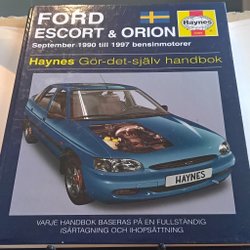 FORD
ESCORT & ORION
Haynes
September 1990 till 1997 bensinmotorer
Haynes Gör-det-själv handbok
HAYNES
VARJE HANDBOK BASERAS PÅ EN FULLSTÄNDIG
ISÄRTAGNING OCH IHOPSÄTTNING